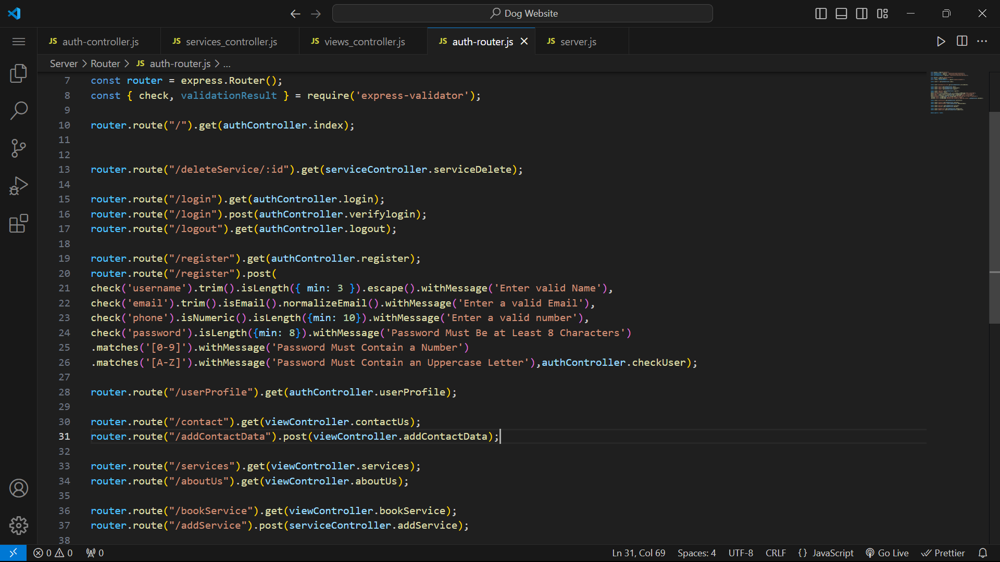 Dog Website
JS auth-controller.js JS services_controller.js JS views_controller.js JS auth-router.js JS server.js
Server > Router > JS auth-router.js > ...
7 const router = express.Router();
8 const { check, validationResult } = require('express-validator');
9
10 router.route("/").get(authController.index);
11
12
13 router.route("/deleteService/:id").get(serviceController.serviceDelete);
14
15 router.route("/login").get(authController.login);
16 router.route("/login").post(authController.verifylogin);
17 router.route("/logout").get(authController.logout);
18
19 router.route("/register").get(authController.register);
20 router.route("/register").post(
21 check('username').trim().isLength({ min: 3 }).escape().withMessage('Enter valid Name'),
22 check('email').trim().isEmail().normalizeEmail().withMessage('Enter a valid Email'),
23 check('phone').isNumeric().isLength({min: 10}).withMessage('Enter a valid number'),
24 check('password').isLength({min: 8}).withMessage('Password Must Be at Least 8 Characters')
25 .matches('[0-9]').withMessage('Password Must Contain a Number')
26 .matches('[A-Z]').withMessage('Password Must Contain an Uppercase Letter'),authController.checkUser);
27
28 router.route("/userProfile").get(authController.userProfile);
29
30 router.route("/contact").get(viewController.contactUs);
31 router.route("/addContactData").post(viewController.addContactData);
32
33 router.route("/services").get(viewController.services);
34 router.route("/aboutUs").get(viewController.aboutUs);
35
36 router.route("/bookService").get(viewController.bookService);
37 router.route("/addService").post(serviceController.addService);
38
0 0 0 Ln 31, Col 69 Spaces: 4 UTF-8 CRLF {} JavaScript Go Live Prettier